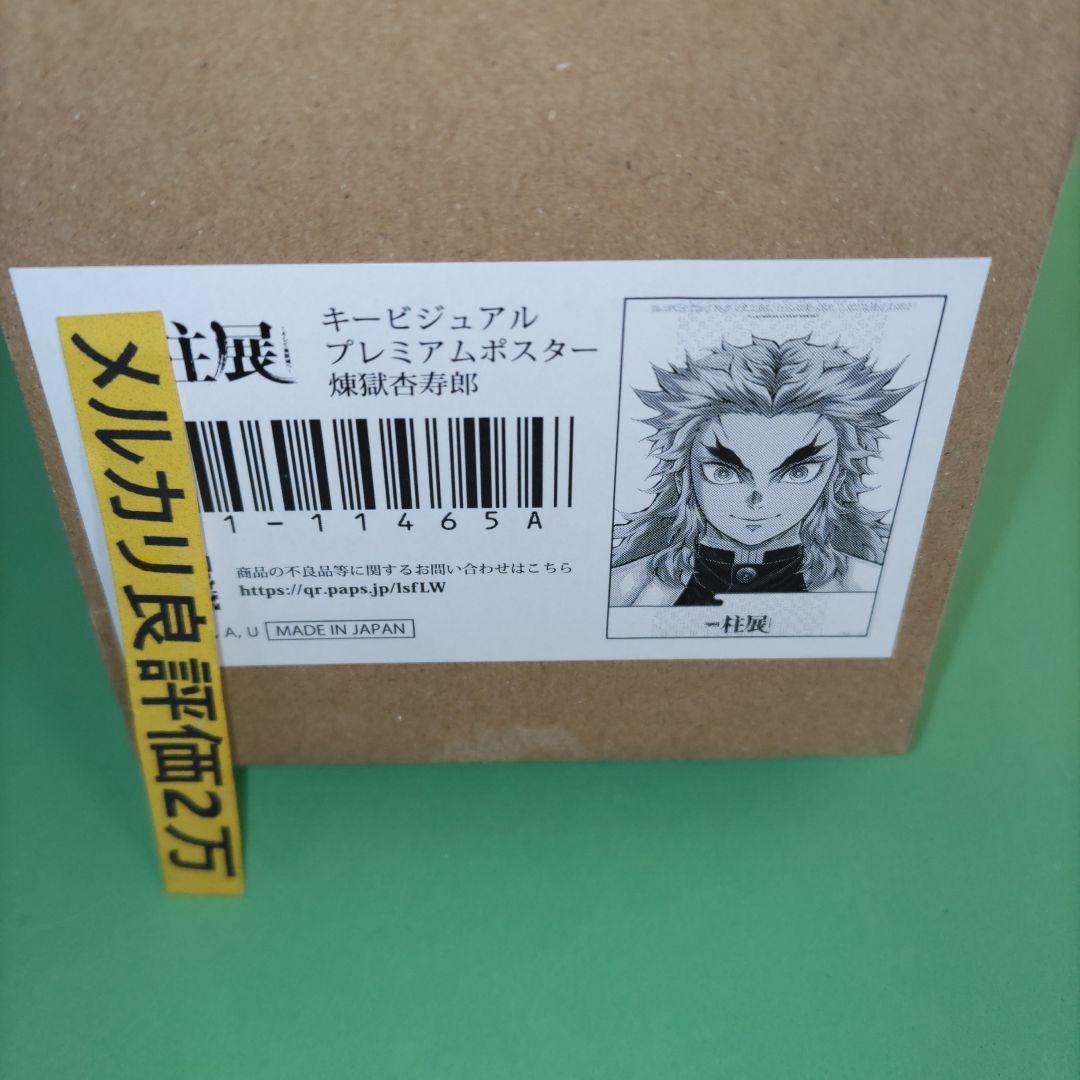 メルカリ良評価2万
柱展
キービジュアル
プレミアムポスター
煉獄杏寿郎
1-11465A
商品の不良品等に関するお問い合わせはこちら
https://qr.paps.jp/lsfLW
, A, U MADE IN JAPAN
柱展